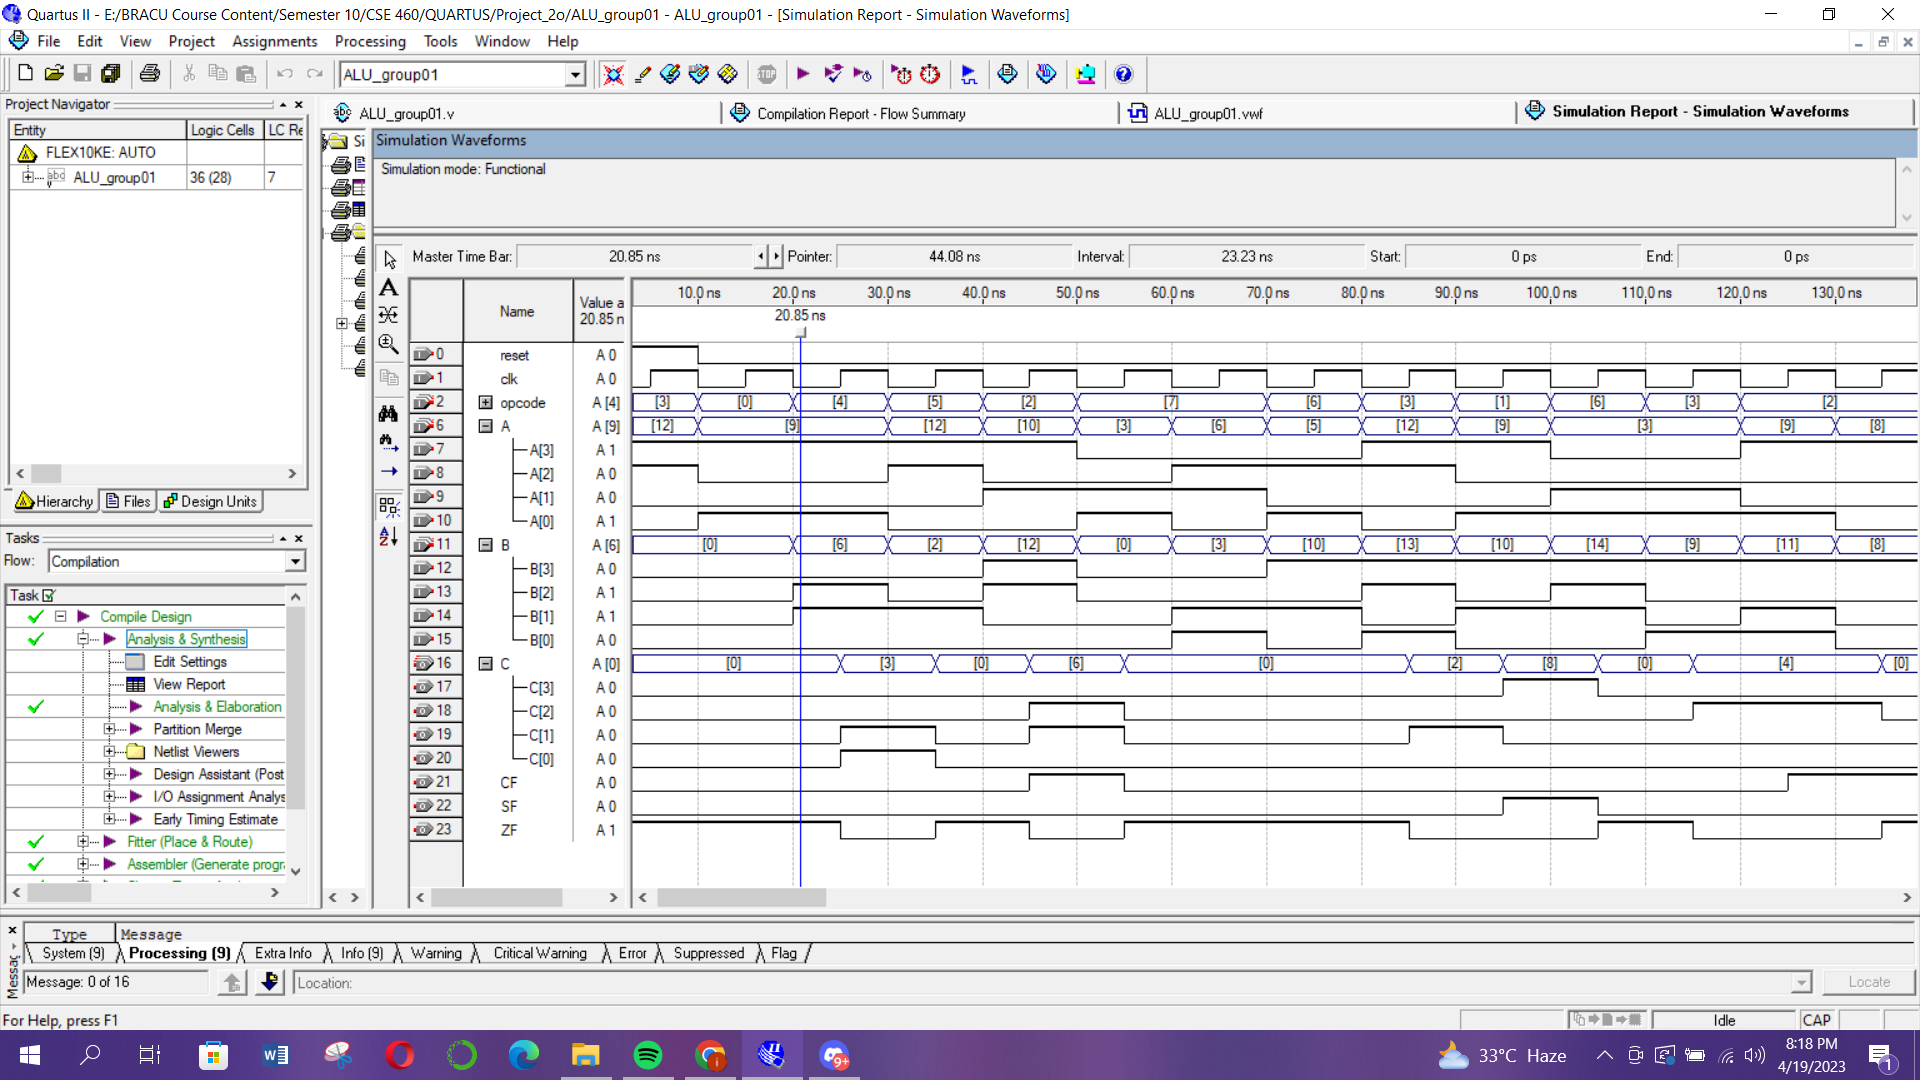 Quartus II - E:/BRACU Course Content/Semester 10/CSE 460/QUARTUS/Project_2o/ALU_group01 - ALU_group01 - [Simulation Report - Simulation Waveforms]
File Edit View Project Assignments Processing Tools Window Help
ALU_group01
STOP
Project Navigator
Entity Logic Cells LC Re
FLEX10KE: AUTO
ALU_group01 36 (28) 7
Hierarchy Files Design Units
Tasks
Flow: Compilation
Task
Compile Design
Analysis & Synthesis
Edit Settings
View Report
Analysis & Elaboration
Partition Merge
Netlist Viewers
Design Assistant (Post
I/O Assignment Analys
Early Timing Estimate
Fitter (Place & Route)
Assembler (Generate progra
ALU_group01.v Compilation Report - Flow Summary ALU_group01.vwf Simulation Report - Simulation Waveforms
Si
Simulation Waveforms
Simulation mode: Functional
Master Time Bar: 20.85 ns Pointer: 44.08 ns Interval: 23.23 ns Start: 0 ps End: 0 ps
Name Value a 20.85 n
10.0 ns 20.0 ns 30.0 ns 40.0 ns 50.0 ns 60.0 ns 70.0 ns 80.0 ns 90.0 ns 100.0 ns 110.0 ns 120.0 ns 130.0 ns
20.85 ns
0 reset A 0
1 clk A 0
2 opcode A [4] [3] [0] [4] [5] [2] [7] [6] [3] [1] [6] [3] [2]
6 A A [9] [12] [9] [12] [10] [3] [6] [5] [12] [9] [3] [9] [8]
7 A[3] A 1
8 A[2] A 0
9 A[1] A 0
10 A[0] A 1
11 B A [6] [0] [6] [2] [12] [0] [3] [10] [13] [10] [14] [9] [11] [8]
12 B[3] A 0
13 B[2] A 1
14 B[1] A 1
15 B[0] A 0
16 C A [0] [0] [3] [0] [6] [0] [2] [8] [0] [4] [0]
17 C[3] A 0
18 C[2] A 0
19 C[1] A 0
20 C[0] A 0
21 CF A 0
22 SF A 0
23 ZF A 1
Type Message
System (9) Processing (9) Extra Info Info (9) Warning Critical Warning Error Suppressed Flag
Messac
Message: 0 of 16 Location: Locate
For Help, press F1 Idle CAP
9+
33°C Haze
8:18 PM
4/19/2023
1